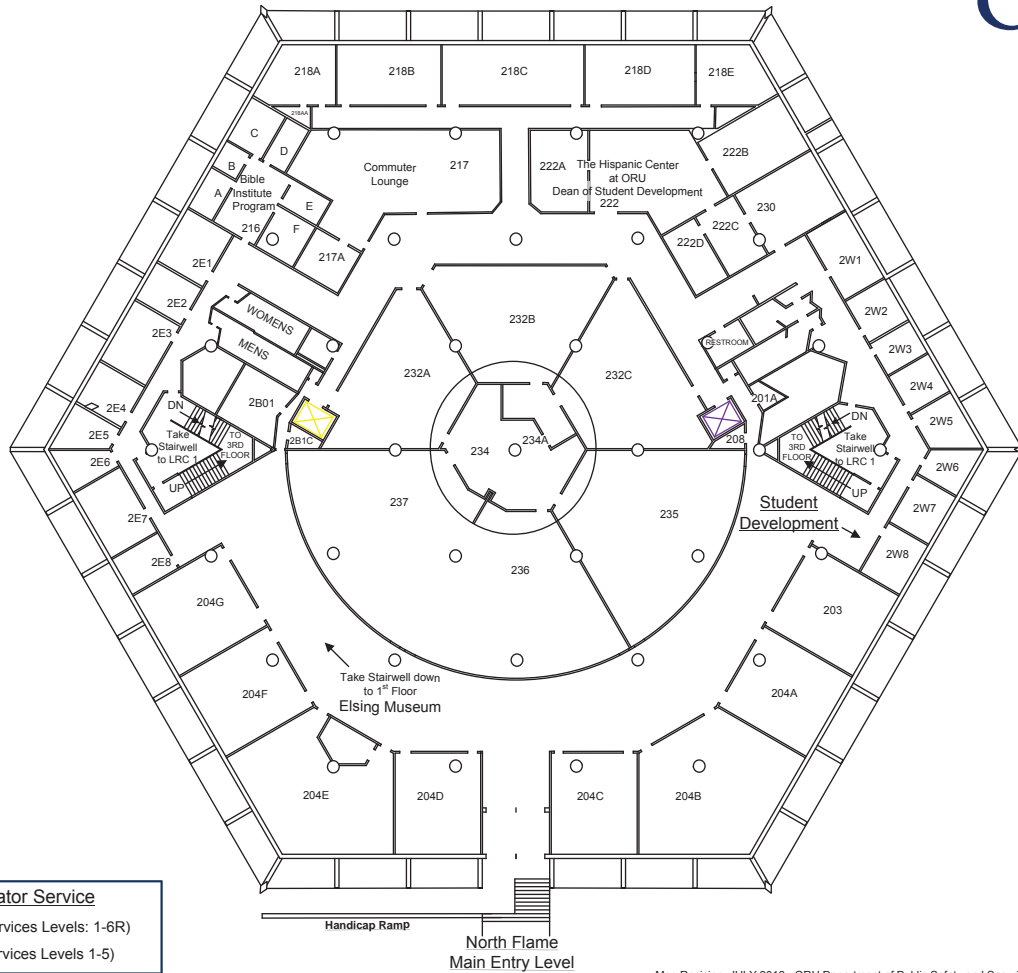 218A
218B
218C
218D
218E
218AA
C
D
B
A
Bible
Institute
Program
216
E
F
217A
Commuter
Lounge
217
222A
The Hispanic Center
at ORU
Dean of Student Development
222
222B
230
222C
222D
2E1
2E2
2E3
2E4
2E5
2E6
2E7
2E8
WOMENS
MENS
2B01
2B1C
DN
Take
Stairwell
to LRC 1
TO
3RD
FLOOR
UP
232A
232B
232C
234
234A
237
236
235
RESTROOM
201A
208
DN
Take
Stairwell
to LRC 1
TO
3RD
FLOOR
UP
2W1
2W2
2W3
2W4
2W5
2W6
2W7
2W8
Student
Development
203
204A
204B
204C
204D
204E
204F
204G
Take Stairwell down
to 1st Floor
Elsing Museum
Handicap Ramp
North Flame
Main Entry Level
Service
Levels: 1-6R)
Levels 1-5)